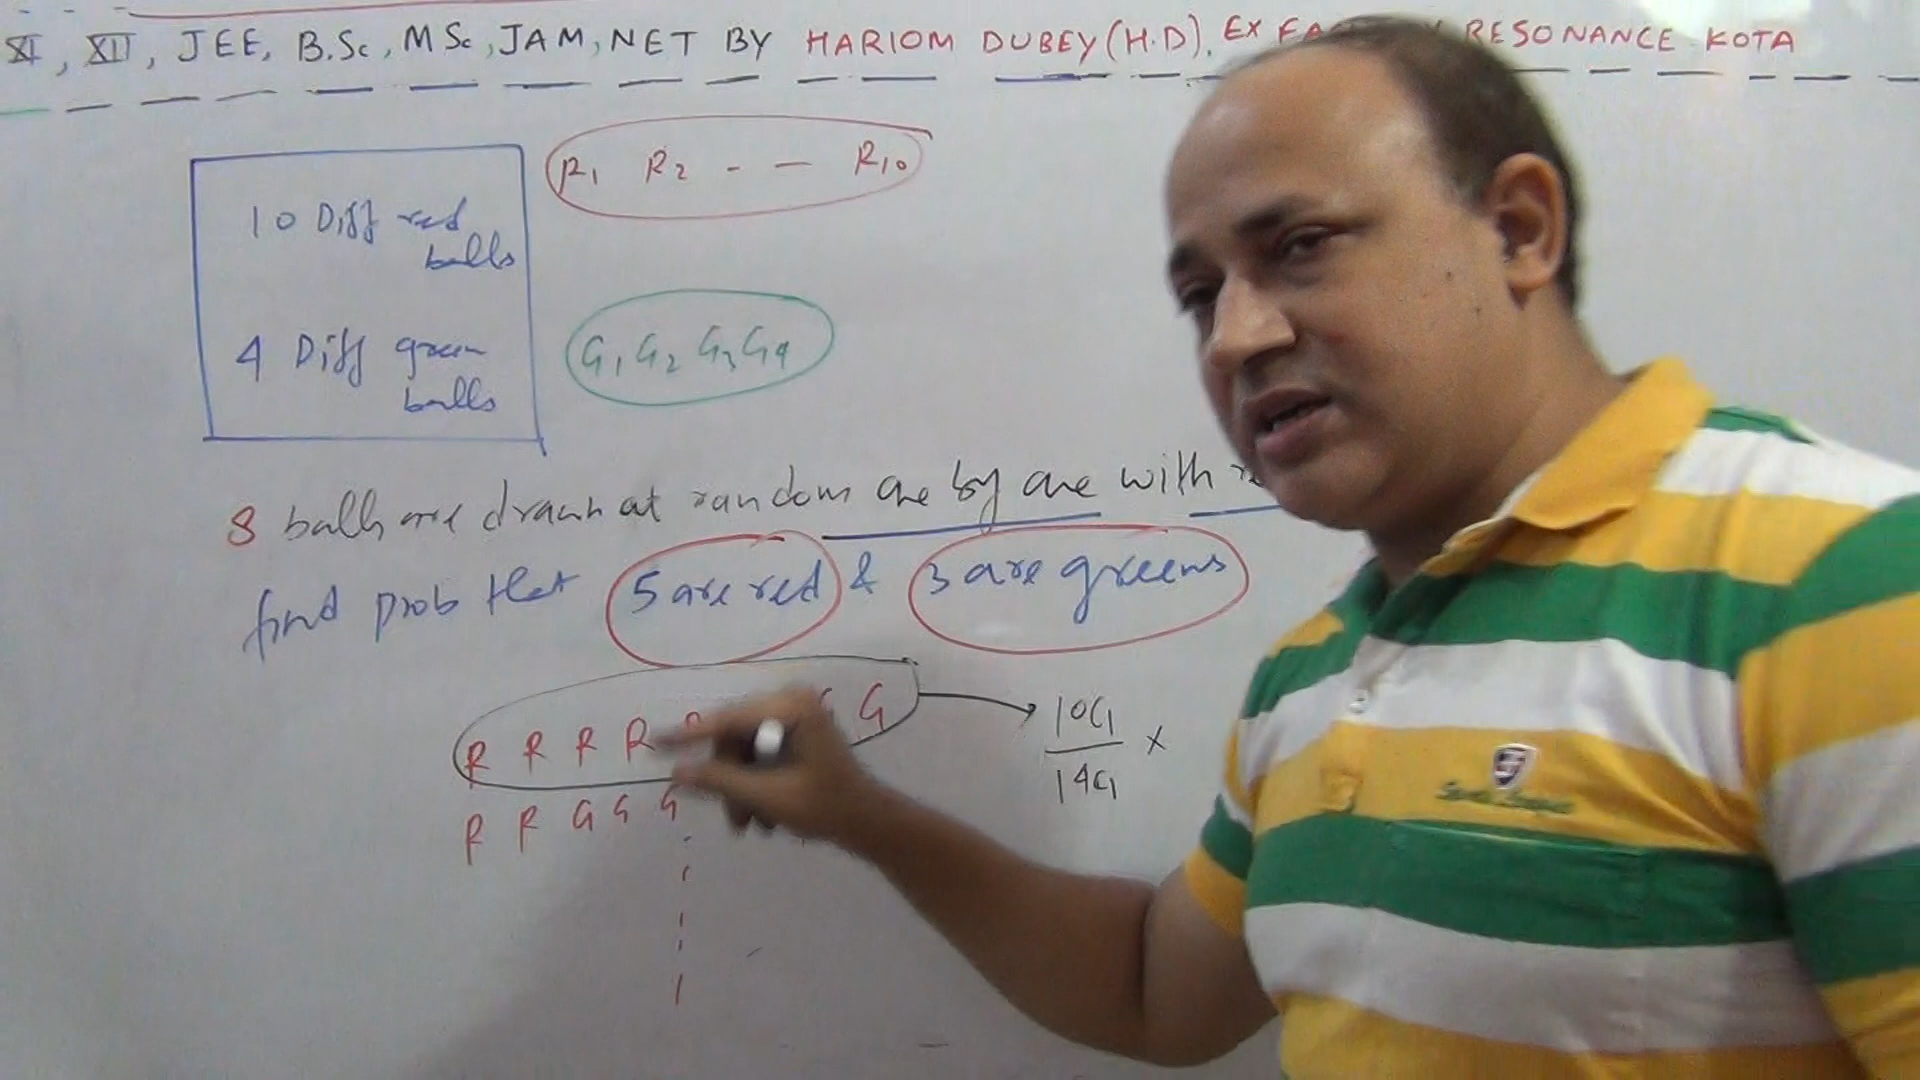 XI, XII, JEE, B.Sc, MSc, JAM, NET BY HARIOM DUBEY (H.D), EX RESONANCE KOTA
R1 R2 - — R10
10 Diff red
balls
G1 G2 G3 G4
4 Diff green
balls
8 balls are drawn at random one by one with
find prob that 5 are red & 3 are greens
R R R R R G G
10C1
14C1
×
R R G G G